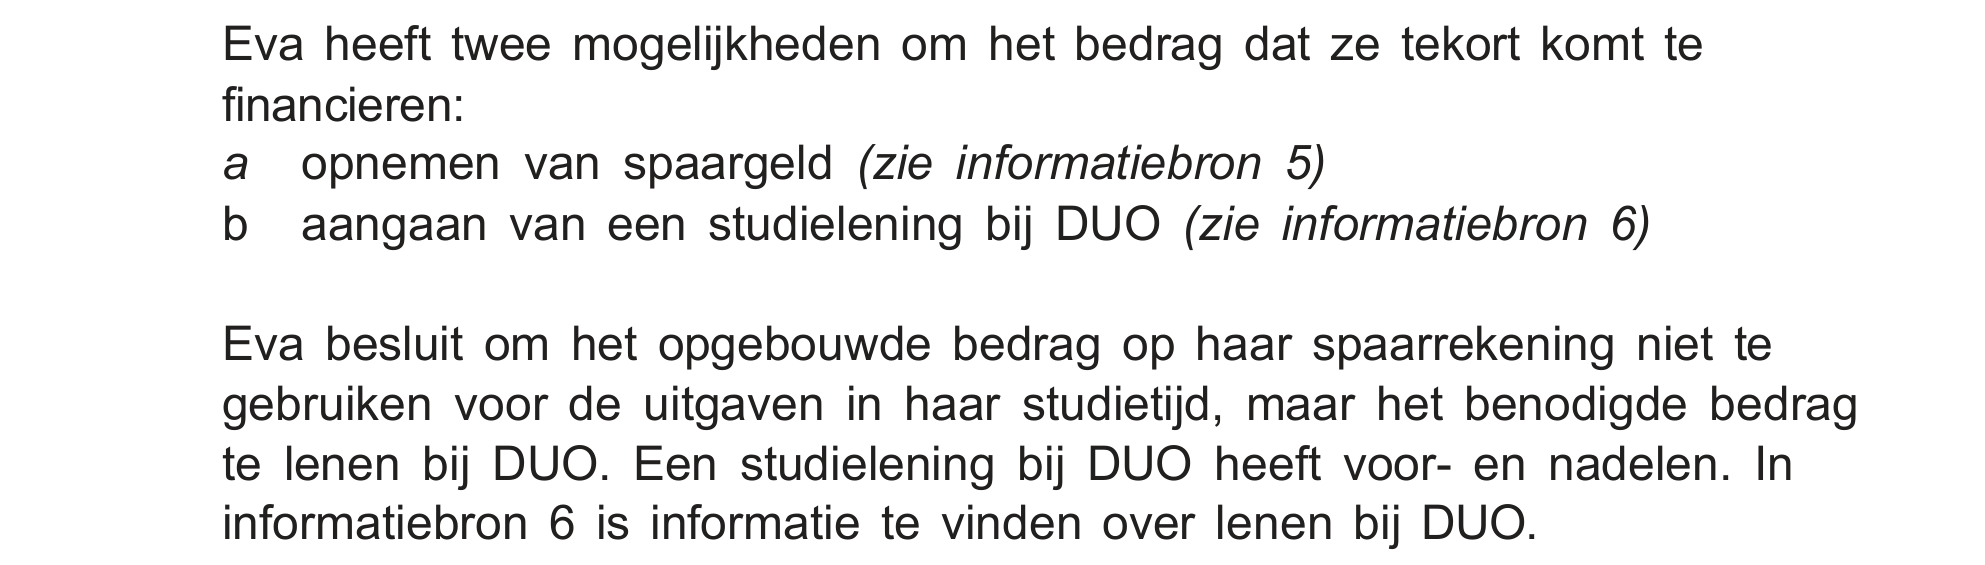 Eva heeft twee mogelijkheden om het bedrag dat ze tekort komt te
financieren:
a opnemen van spaargeld (zie informatiebron 5)
b aangaan van een studielening bij DUO (zie informatiebron 6)
Eva besluit om het opgebouwde bedrag op haar spaarrekening niet te
gebruiken voor de uitgaven in haar studietijd, maar het benodigde bedrag
te lenen bij DUO. Een studielening bij DUO heeft voor- en nadelen. In
informatiebron 6 is informatie te vinden over lenen bij DUO.